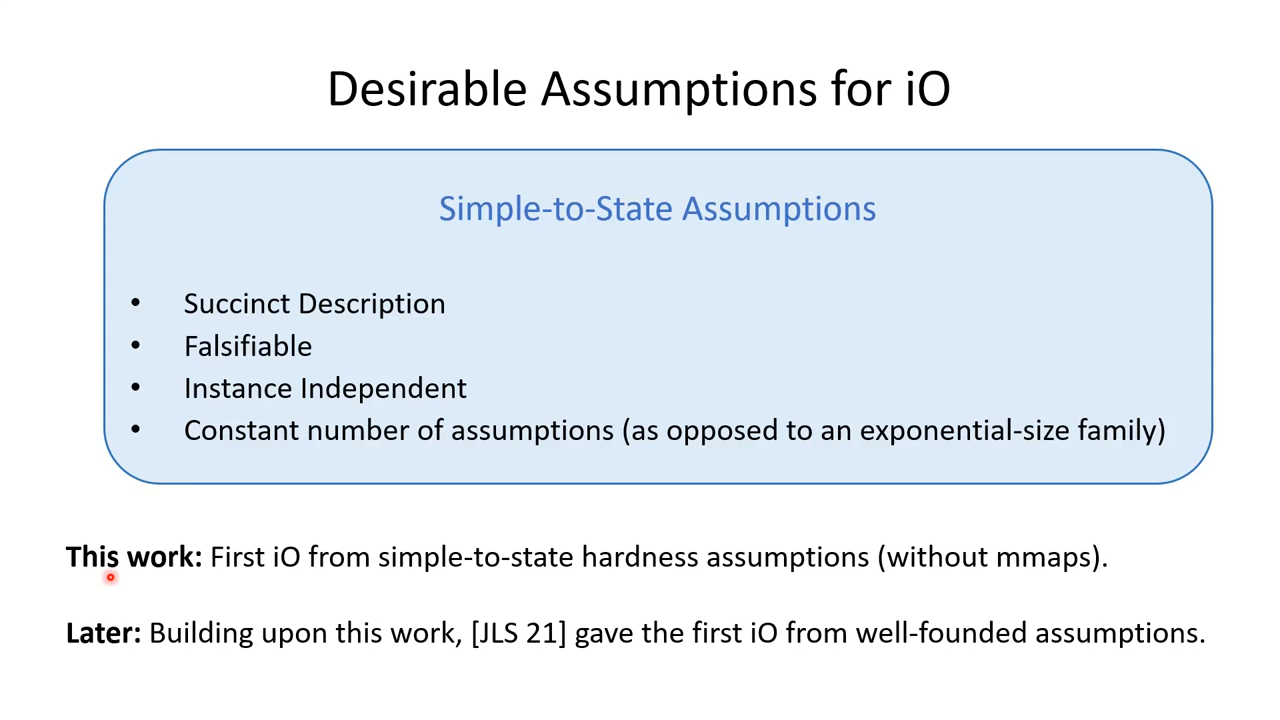 Desirable Assumptions for iO
Simple-to-State Assumptions
• Succinct Description
• Falsifiable
• Instance Independent
• Constant number of assumptions (as opposed to an exponential-size family)
This work: First iO from simple-to-state hardness assumptions (without mmaps).
Later: Building upon this work, [JLS 21] gave the first iO from well-founded assumptions.